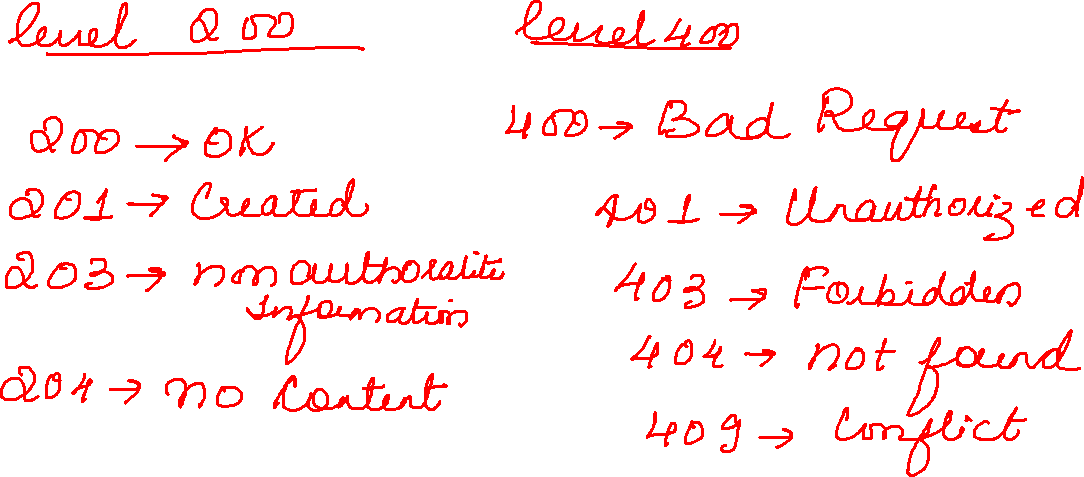 level 200
200 → OK
201 → Created
203 → non authoralite
Information
204 → no Content
level 400
400 → Bad Request
401 → Unauthorized
403 → Forbidden
404 → not found
409 → Conflict